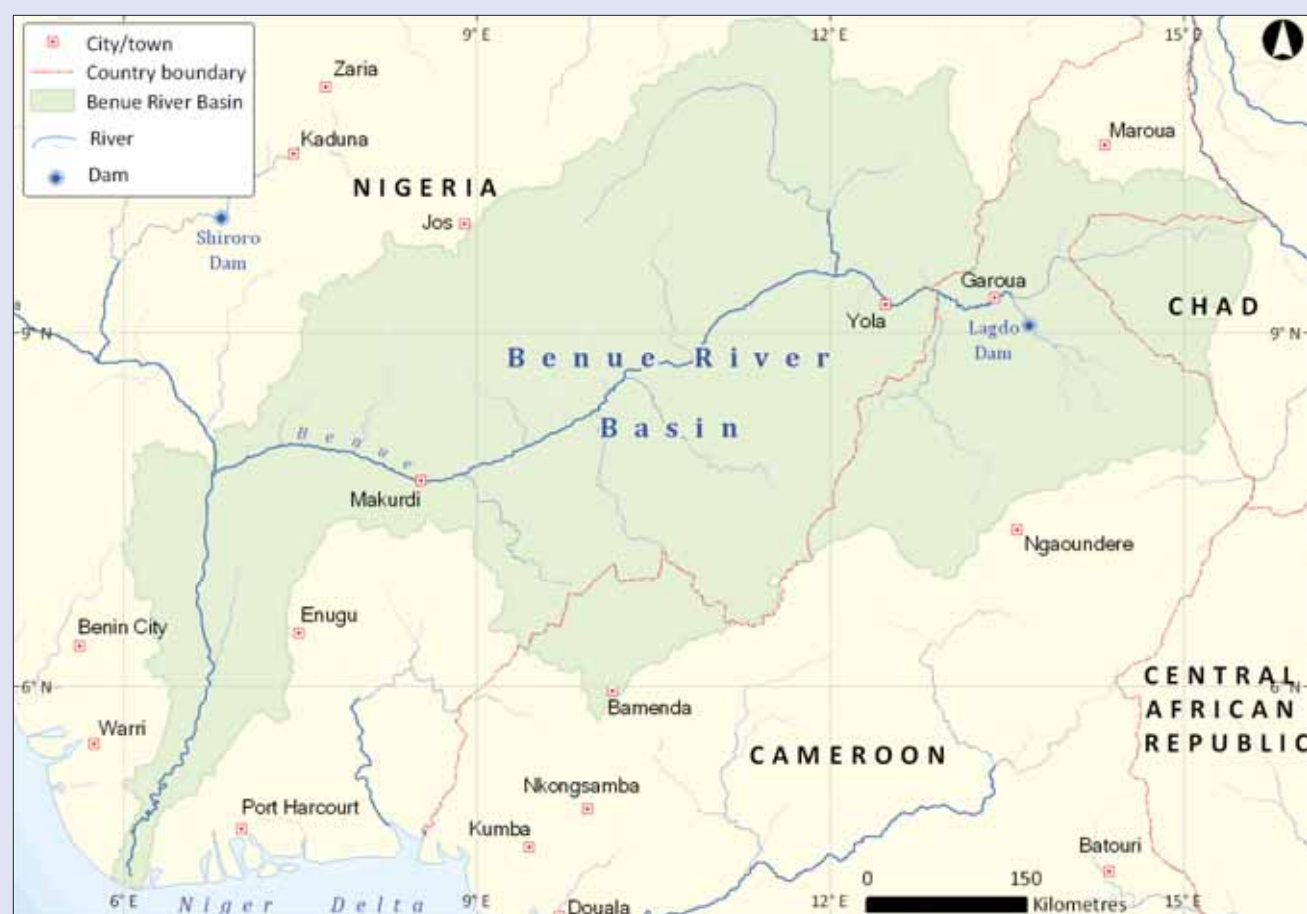 9° E
12° E
15° E
City/town
Country boundary
Benue River Basin
River
Dam
Zaria
Kaduna
Maroua
NIGERIA
Jos
Shiroro
Dam
Garoua
CHAD
Yola
Lagdo
Dam
a
9° N
9° N
Benue River
Basin
Benue
Makurdi
Ngaoundere
Enugu
Benin City
6° N
6° N
CENTRAL
AFRICAN
REPUBLIC
Bamenda
Warri
CAMEROON
Nkongsamba
Port Harcourt
Kumba
Batouri
0
150
Kilometres
6° E
Niger Delta
9° E
Douala
12° E
15° E